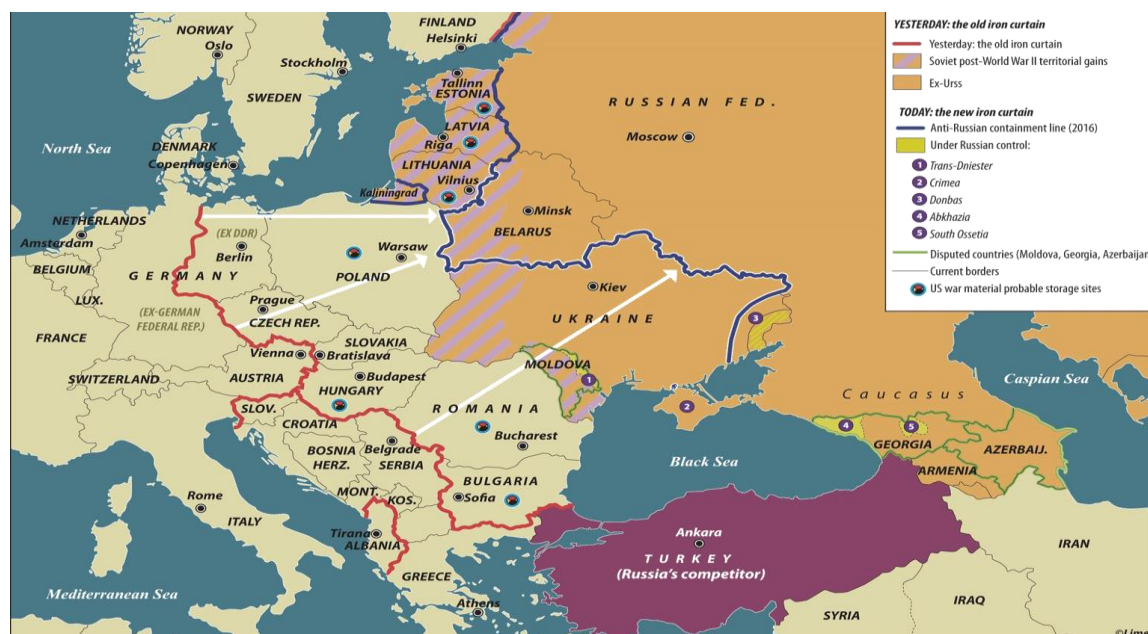 YESTERDAY: the old iron curtain
Yesterday: the old iron curtain
Soviet post-World War II territorial gains
Ex-Urss
TODAY: the new iron curtain
Anti-Russian containment line (2016)
Under Russian control:
1 Trans-Dniester
2 Crimea
3 Donbas
4 Abkhazia
5 South Ossetia
Disputed countries (Moldova, Georgia, Azerbaijan
Current borders
US war material probable storage sites
NORWAY
Oslo
FINLAND
Helsinki
Stockholm
SWEDEN
Tallinn
ESTONIA
RUSSIAN FED.
Moscow
North Sea
DENMARK
Copenhagen
LATVIA
Riga
LITHUANIA
Vilnius
Kaliningrad
Minsk
BELARUS
NETHERLANDS
Amsterdam
(EX DDR)
Berlin
Warsaw
POLAND
BELGIUM
GERMANY
LUX.
Kiev
UKRAINE
(EX-GERMAN
FEDERAL REP.)
Prague
CZECH REP.
FRANCE
SLOVAKIA
Vienna
Bratislava
3
MOLDOVA
1
SWITZERLAND
AUSTRIA
Budapest
HUNGARY
Caspian Sea
Caucasus
ROMANIA
2
SLOV.
CROATIA
4
5
GEORGIA
AZERBAIJ.
Bucharest
Belgrade
SERBIA
BOSNIA
HERZ.
Black Sea
ARMENIA
BULGARIA
Sofia
MONT.
KOS.
Rome
ITALY
Tirana
ALBANIA
Ankara
TURKEY
(Russia's competitor)
IRAN
GREECE
Mediterranean Sea
Athens
SYRIA
IRAQ
©Lime